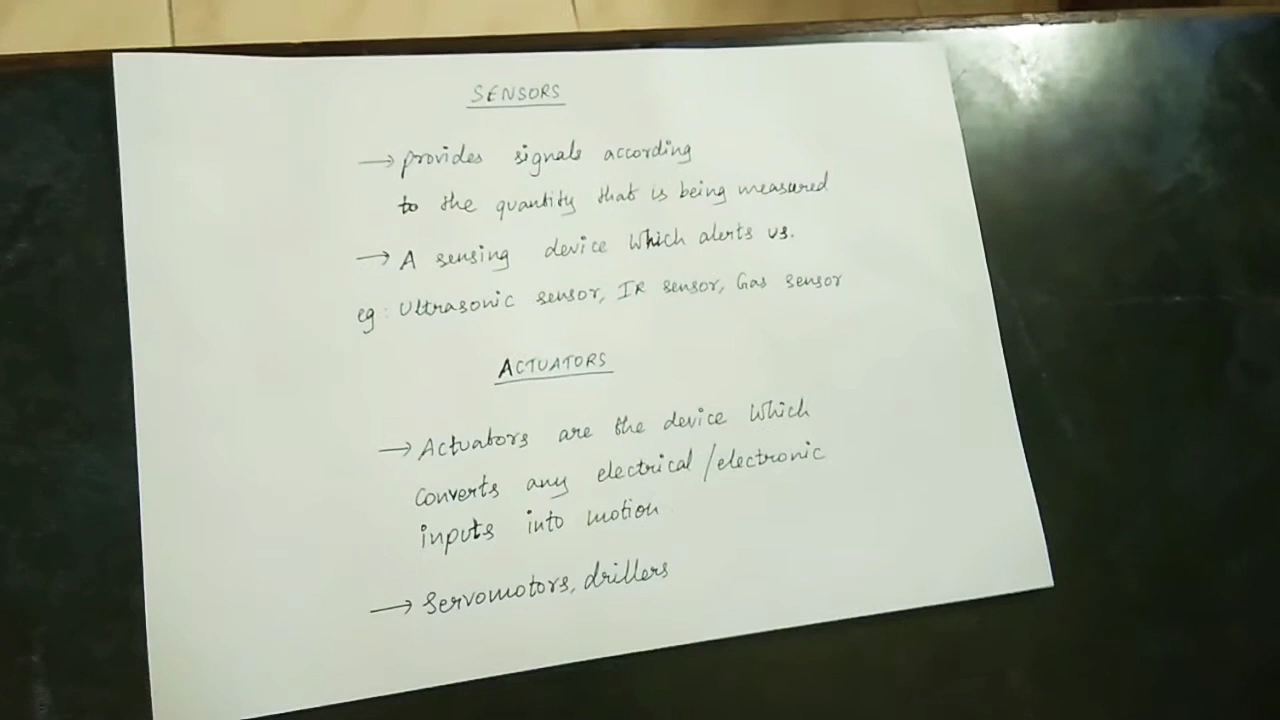 SENSORS
→ provides signals according
to the quantity that is being measured
→ A sensing device which alerts us.
eg: Ultrasonic sensor, IR sensor, Gas sensor
ACTUATORS
→ Actuators are the device which
converts any electrical/electronic
inputs into motion
→ servomotors, drillers